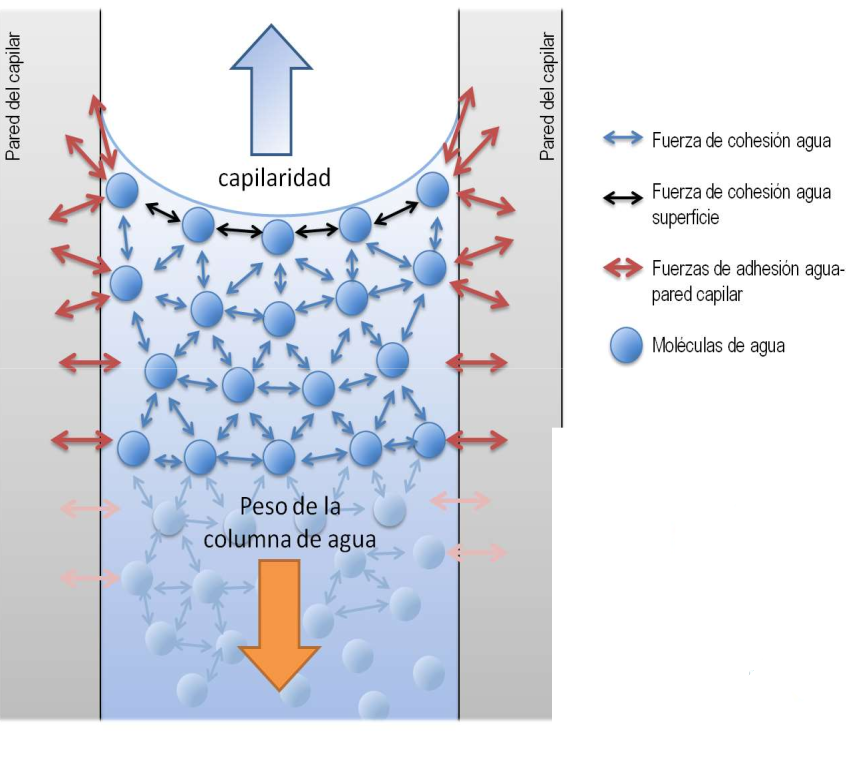 Pared del capilar
capilaridad
Pared del capilar
Fuerza de cohesión agua
Fuerza de cohesión agua
superficie
Fuerzas de adhesión agua-
pared capilar
Moléculas de agua
Peso de la
columna de agua